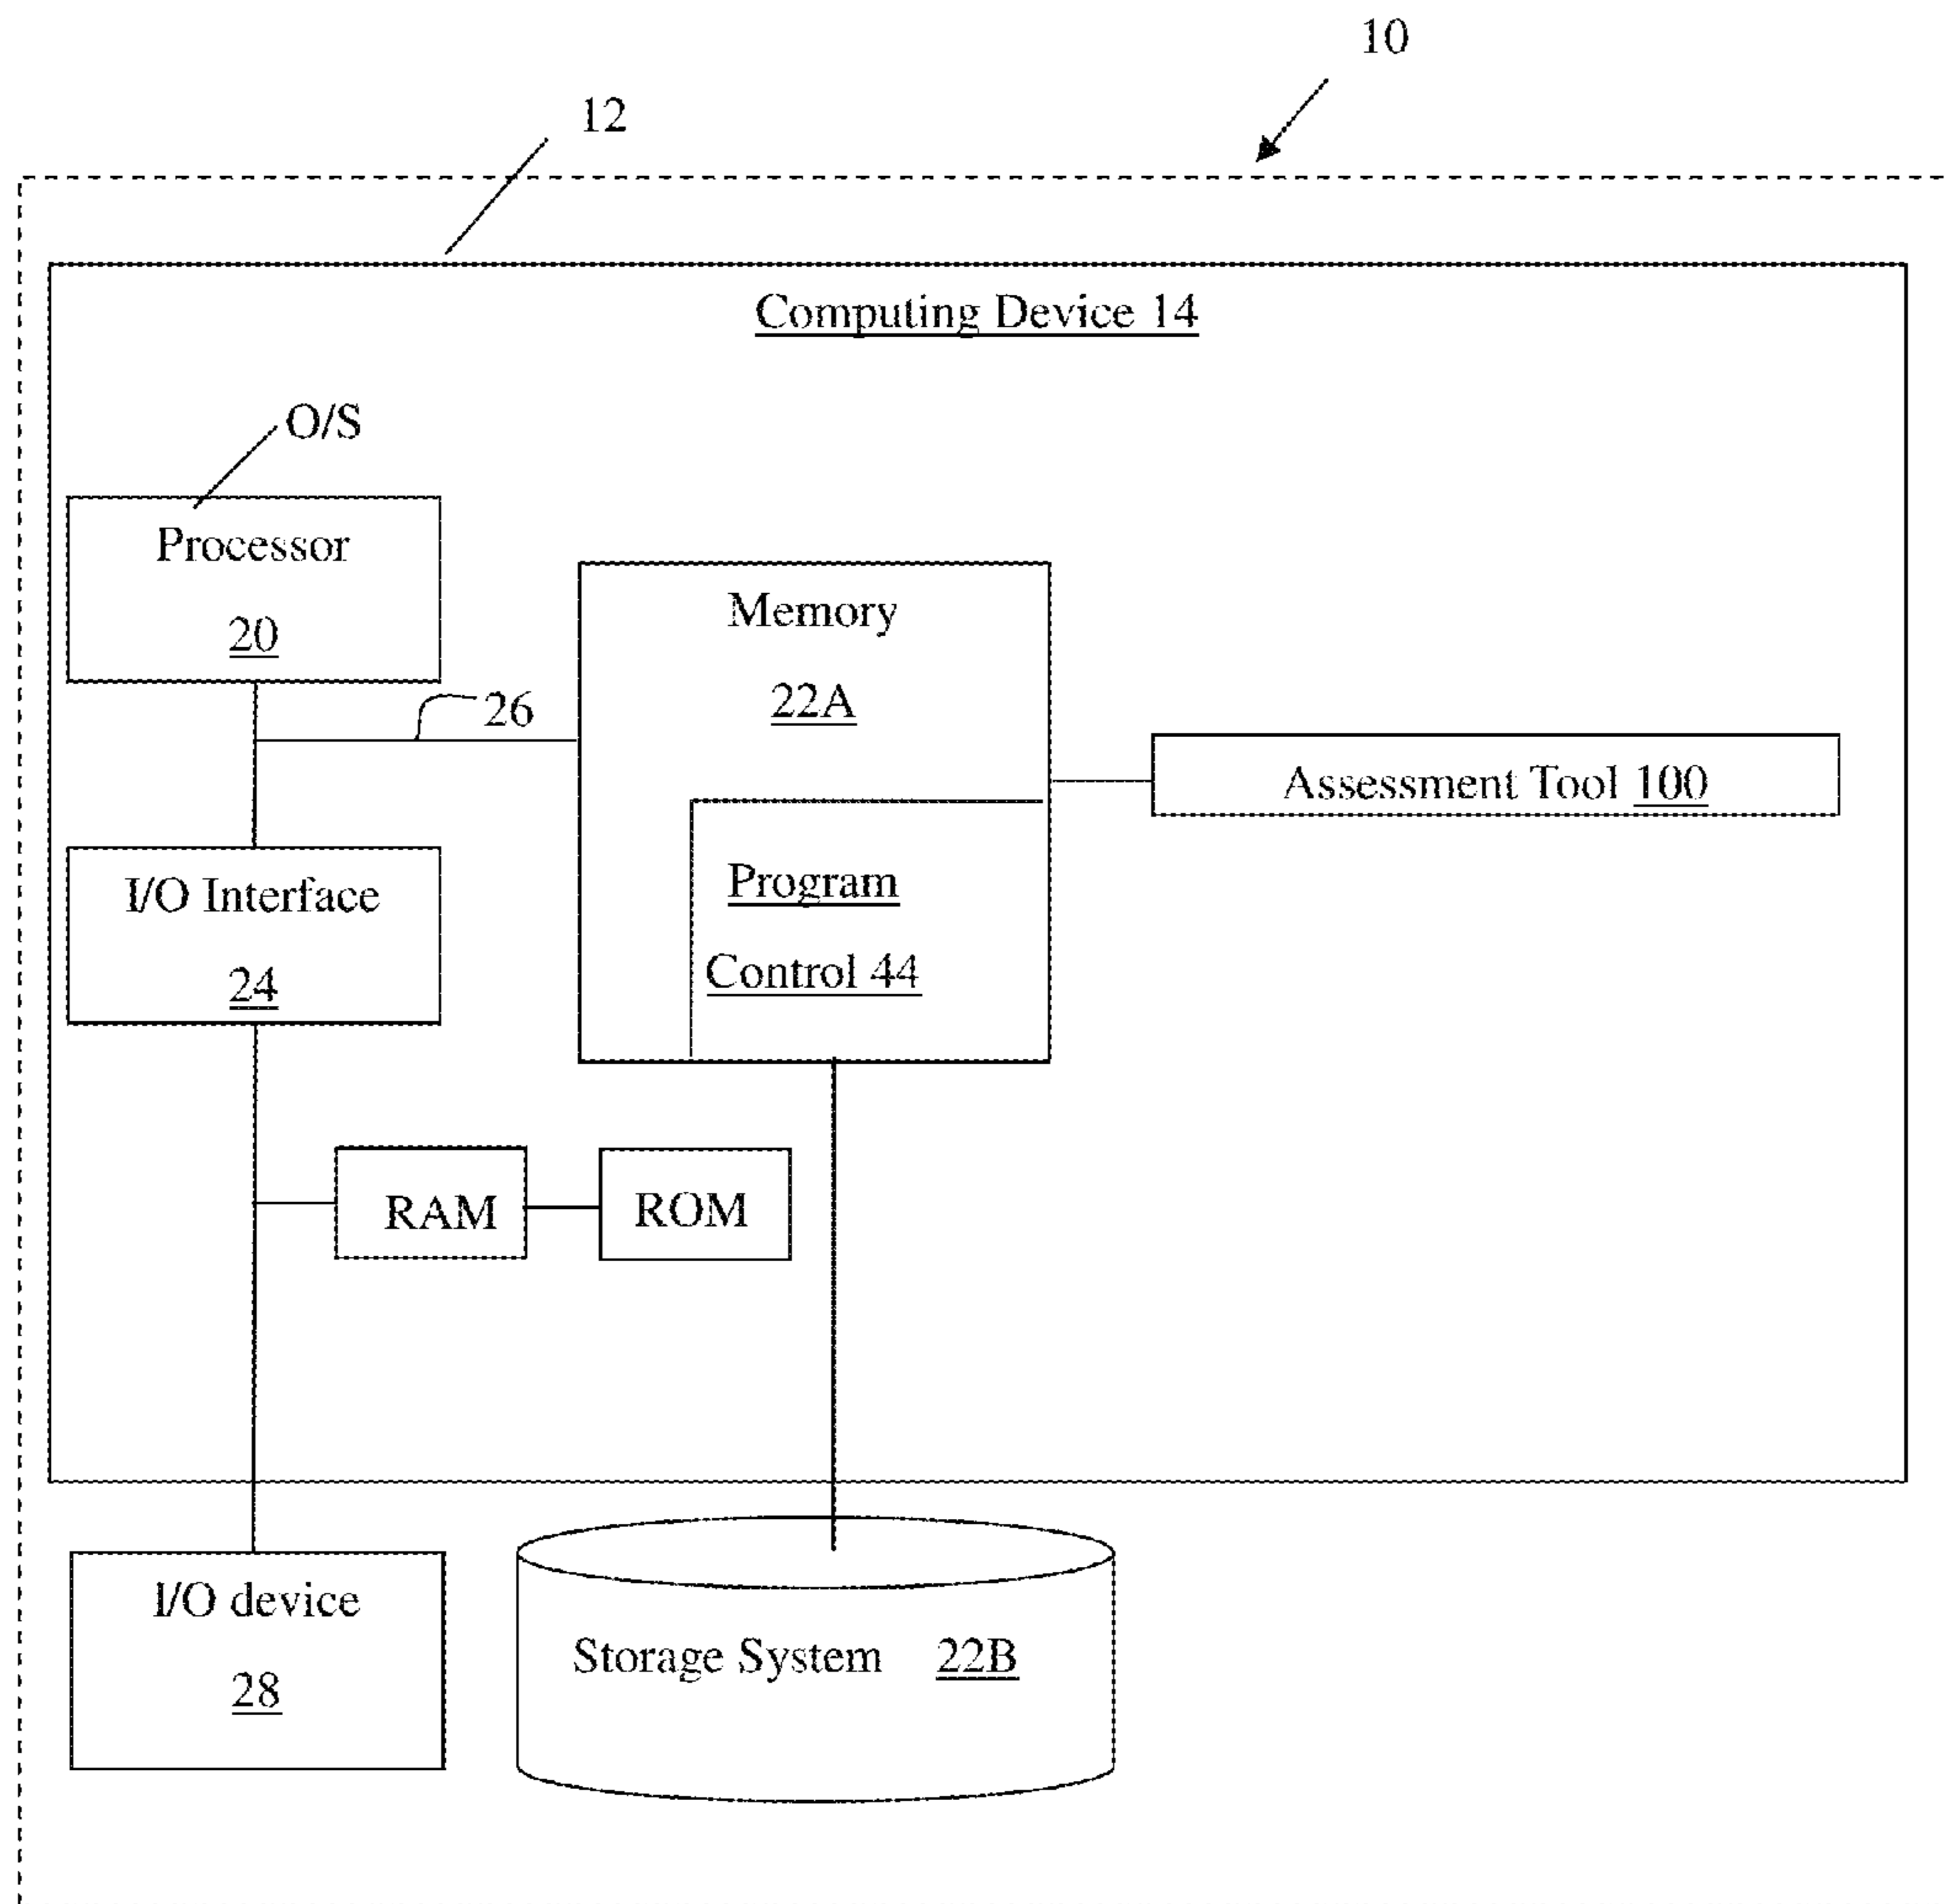 10
12
Computing Device 14
O/S
Processor
20
Memory
22A
26
Assessment Tool 100
I/O Interface
24
Program
Control 44
RAM
ROM
I/O device
28
Storage System 22B